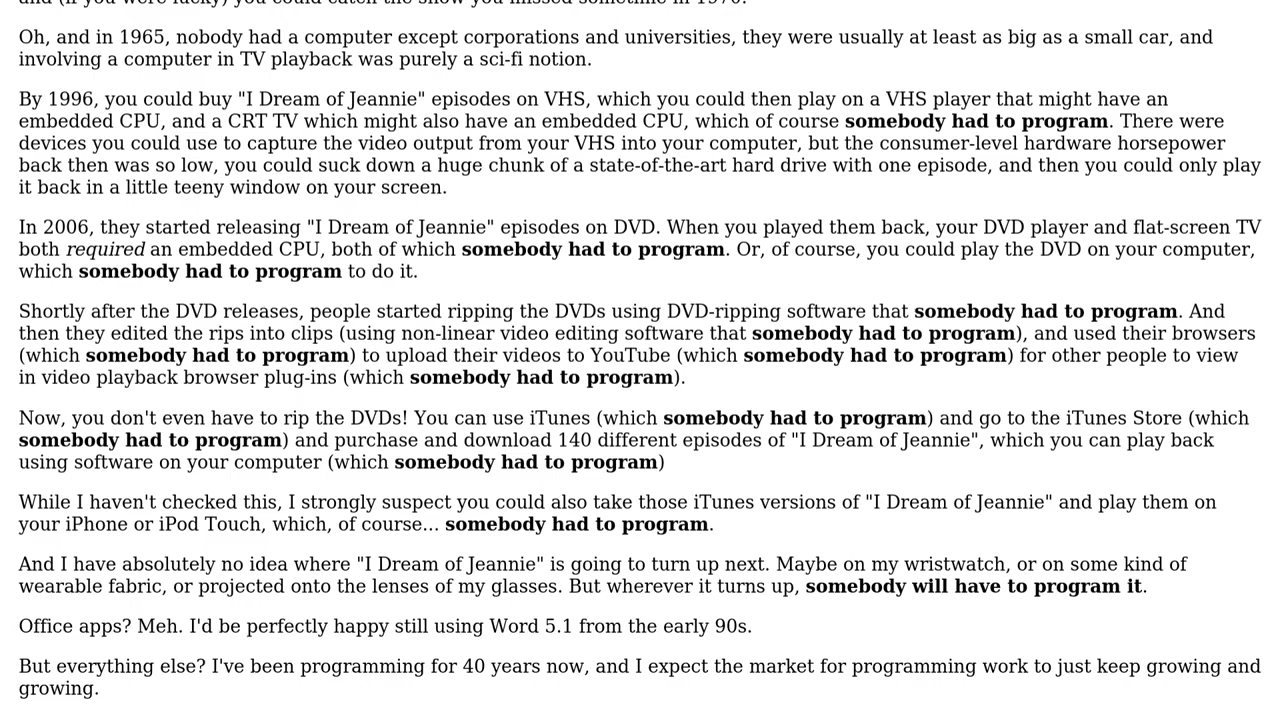 and (if you were lucky) you could catch the show you missed sometime in 1970.
Oh, and in 1965, nobody had a computer except corporations and universities, they were usually at least as big as a small car, and
involving a computer in TV playback was purely a sci-fi notion.
By 1996, you could buy "I Dream of Jeannie" episodes on VHS, which you could then play on a VHS player that might have an
embedded CPU, and a CRT TV which might also have an embedded CPU, which of course somebody had to program. There were
devices you could use to capture the video output from your VHS into your computer, but the consumer-level hardware horsepower
back then was so low, you could suck down a huge chunk of a state-of-the-art hard drive with one episode, and then you could only play
it back in a little teeny window on your screen.
In 2006, they started releasing "I Dream of Jeannie" episodes on DVD. When you played them back, your DVD player and flat-screen TV
both required an embedded CPU, both of which somebody had to program. Or, of course, you could play the DVD on your computer,
which somebody had to program to do it.
Shortly after the DVD releases, people started ripping the DVDs using DVD-ripping software that somebody had to program. And
then they edited the rips into clips (using non-linear video editing software that somebody had to program), and used their browsers
(which somebody had to program) to upload their videos to YouTube (which somebody had to program) for other people to view
in video playback browser plug-ins (which somebody had to program).
Now, you don't even have to rip the DVDs! You can use iTunes (which somebody had to program) and go to the iTunes Store (which
somebody had to program) and purchase and download 140 different episodes of "I Dream of Jeannie", which you can play back
using software on your computer (which somebody had to program)
While I haven't checked this, I strongly suspect you could also take those iTunes versions of "I Dream of Jeannie" and play them on
your iPhone or iPod Touch, which, of course... somebody had to program.
And I have absolutely no idea where "I Dream of Jeannie" is going to turn up next. Maybe on my wristwatch, or on some kind of
wearable fabric, or projected onto the lenses of my glasses. But wherever it turns up, somebody will have to program it.
Office apps? Meh. I'd be perfectly happy still using Word 5.1 from the early 90s.
But everything else? I've been programming for 40 years now, and I expect the market for programming work to just keep growing and
growing.